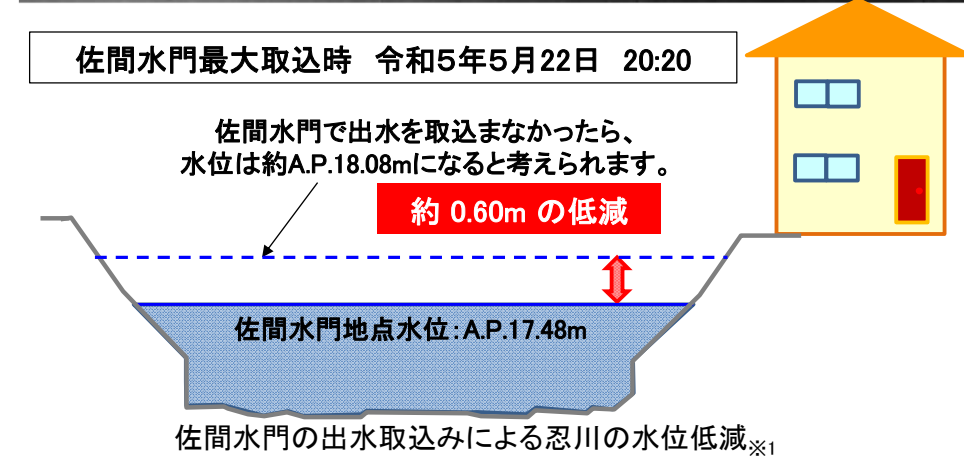 佐間水門最大取込時　令和5年5月22日　20:20
佐間水門で出水を取込まなかったら、
水位は約A.P.18.08mになると考えられます。
約 0.60m の低減
佐間水門地点水位：A.P.17.48m
佐間水門の出水取込みによる忍川の水位低減※1